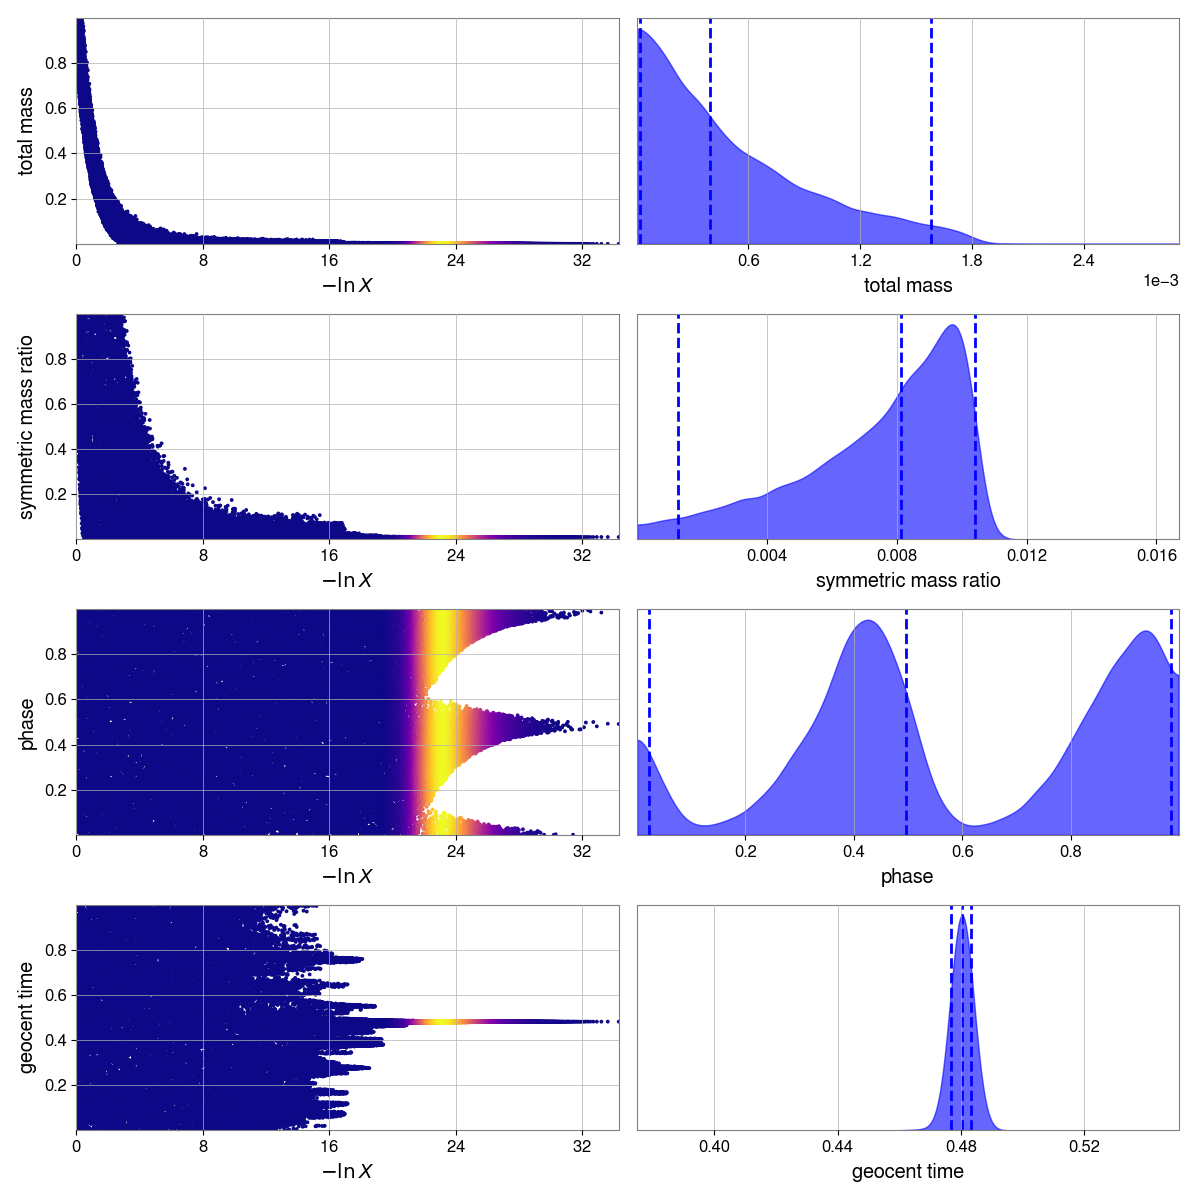 total mass
0.8
0.6
0.4
0.2
0 8 16 24 32
−ln X
0.6 1.2 1.8 2.4
1e−3
total mass
symmetric mass ratio
0.8
0.6
0.4
0.2
0 8 16 24 32
−ln X
0.004 0.008 0.012 0.016
symmetric mass ratio
phase
0.8
0.6
0.4
0.2
0 8 16 24 32
−ln X
0.2 0.4 0.6 0.8
phase
geocent time
0.8
0.6
0.4
0.2
0 8 16 24 32
−ln X
0.40 0.44 0.48 0.52
geocent time